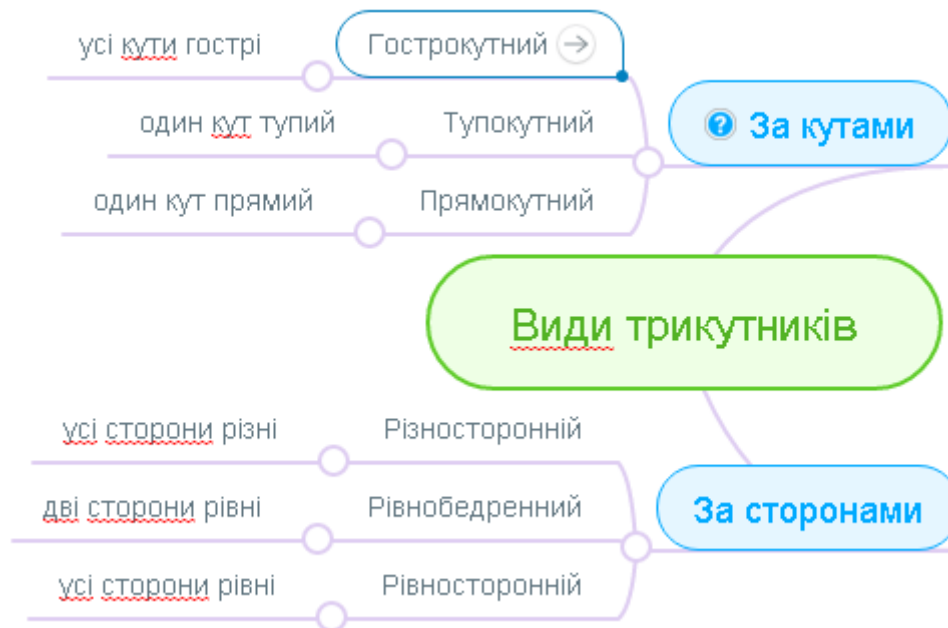 усі кути гострі
Гострокутний
один кут тупий
Тупокутний
За кутами
один кут прямий
Прямокутний
Види трикутників
усі сторони різні
Різносторонній
дві сторони рівні
Рівнобедренний
За сторонами
усі сторони рівні
Рівносторонній